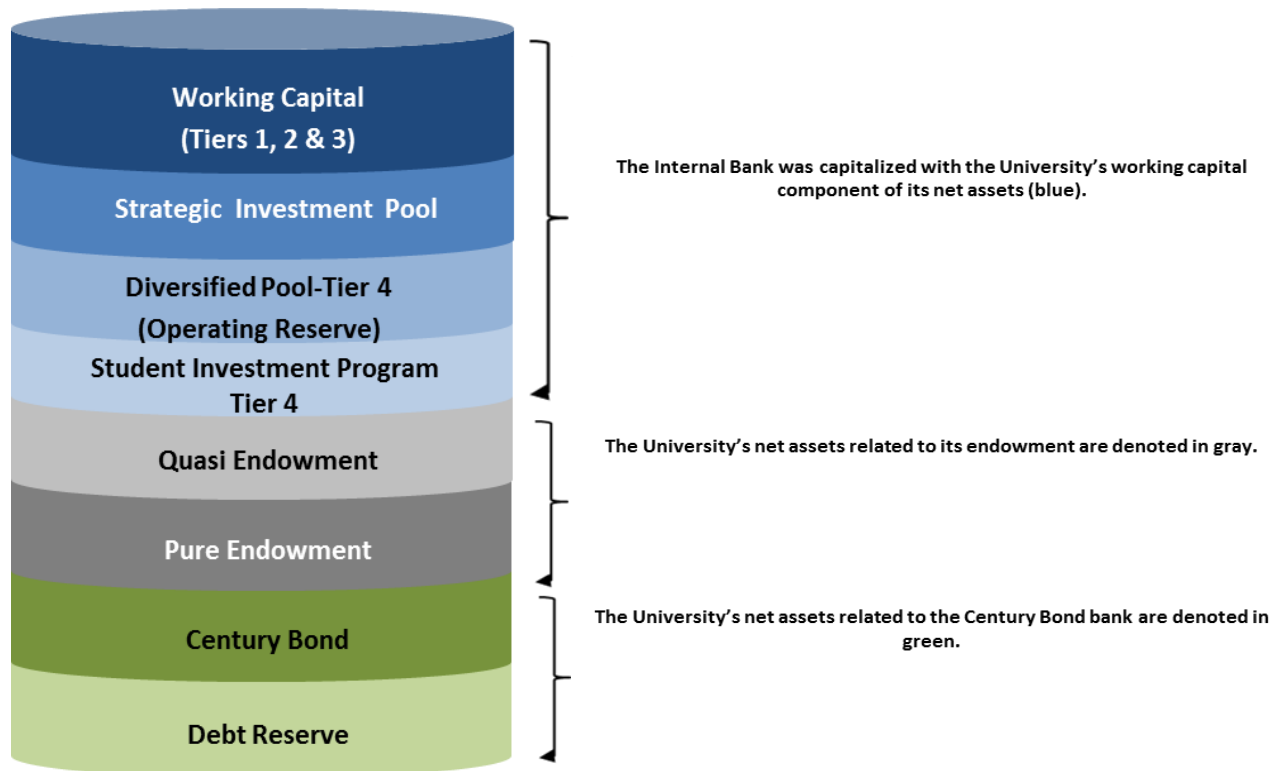 Working Capital
(Tiers 1, 2 & 3)
Strategic Investment Pool
Diversified Pool-Tier 4
(Operating Reserve)
Student Investment Program
Tier 4
Quasi Endowment
Pure Endowment
Century Bond
Debt Reserve
The Internal Bank was capitalized with the University’s working capital
component of its net assets (blue).
The University’s net assets related to its endowment are denoted in gray.
The University’s net assets related to the Century Bond bank are denoted in
green.